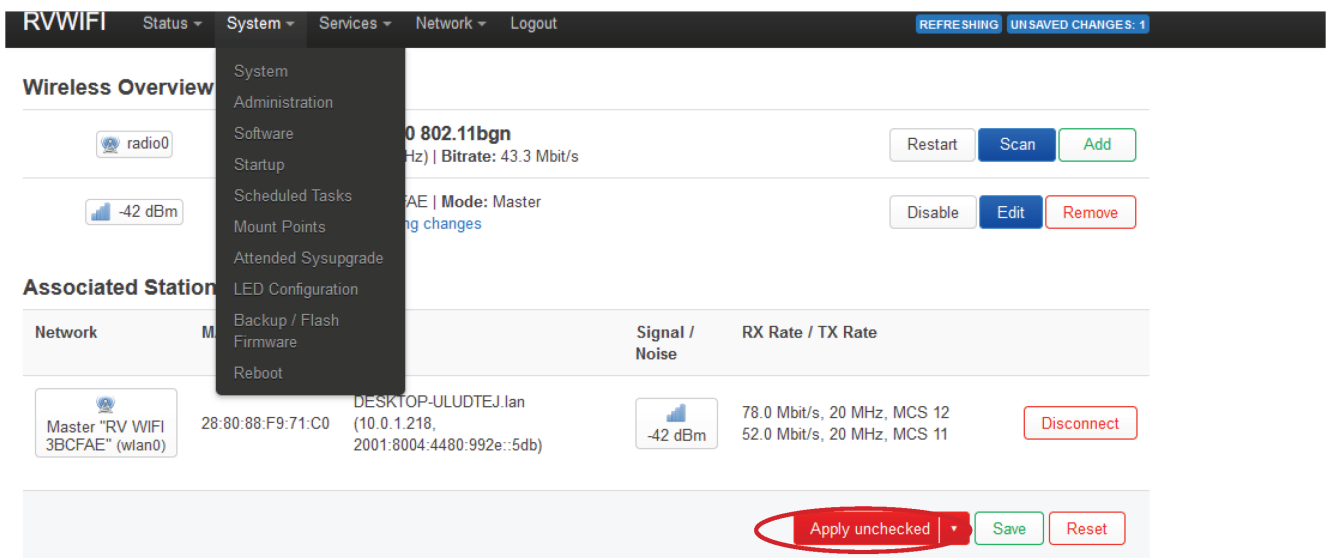 RVWIFI Status System Services Network Logout REFRESHING UNSAVED CHANGES: 1
System
Administration
Software
Startup
Scheduled Tasks
Mount Points
Attended Sysupgrade
LED Configuration
Backup / Flash
Firmware
Reboot
Wireless Overview
radio0 0 802.11bgn Restart Scan Add
Hz) | Bitrate: 43.3 Mbit/s
-42 dBm FAE | Mode: Master Disable Edit Remove
ng changes
Associated Station
Network M Signal / RX Rate / TX Rate
Noise
Master "RV WIFI
3BCFAE" (wlan0)
28:80:88:F9:71:C0
DESKTOP-ULUDTEJ.lan
(10.0.1.218,
2001:8004:4480:992e::5db)
-42 dBm
78.0 Mbit/s, 20 MHz, MCS 12
52.0 Mbit/s, 20 MHz, MCS 11
Disconnect
Apply unchecked Save Reset